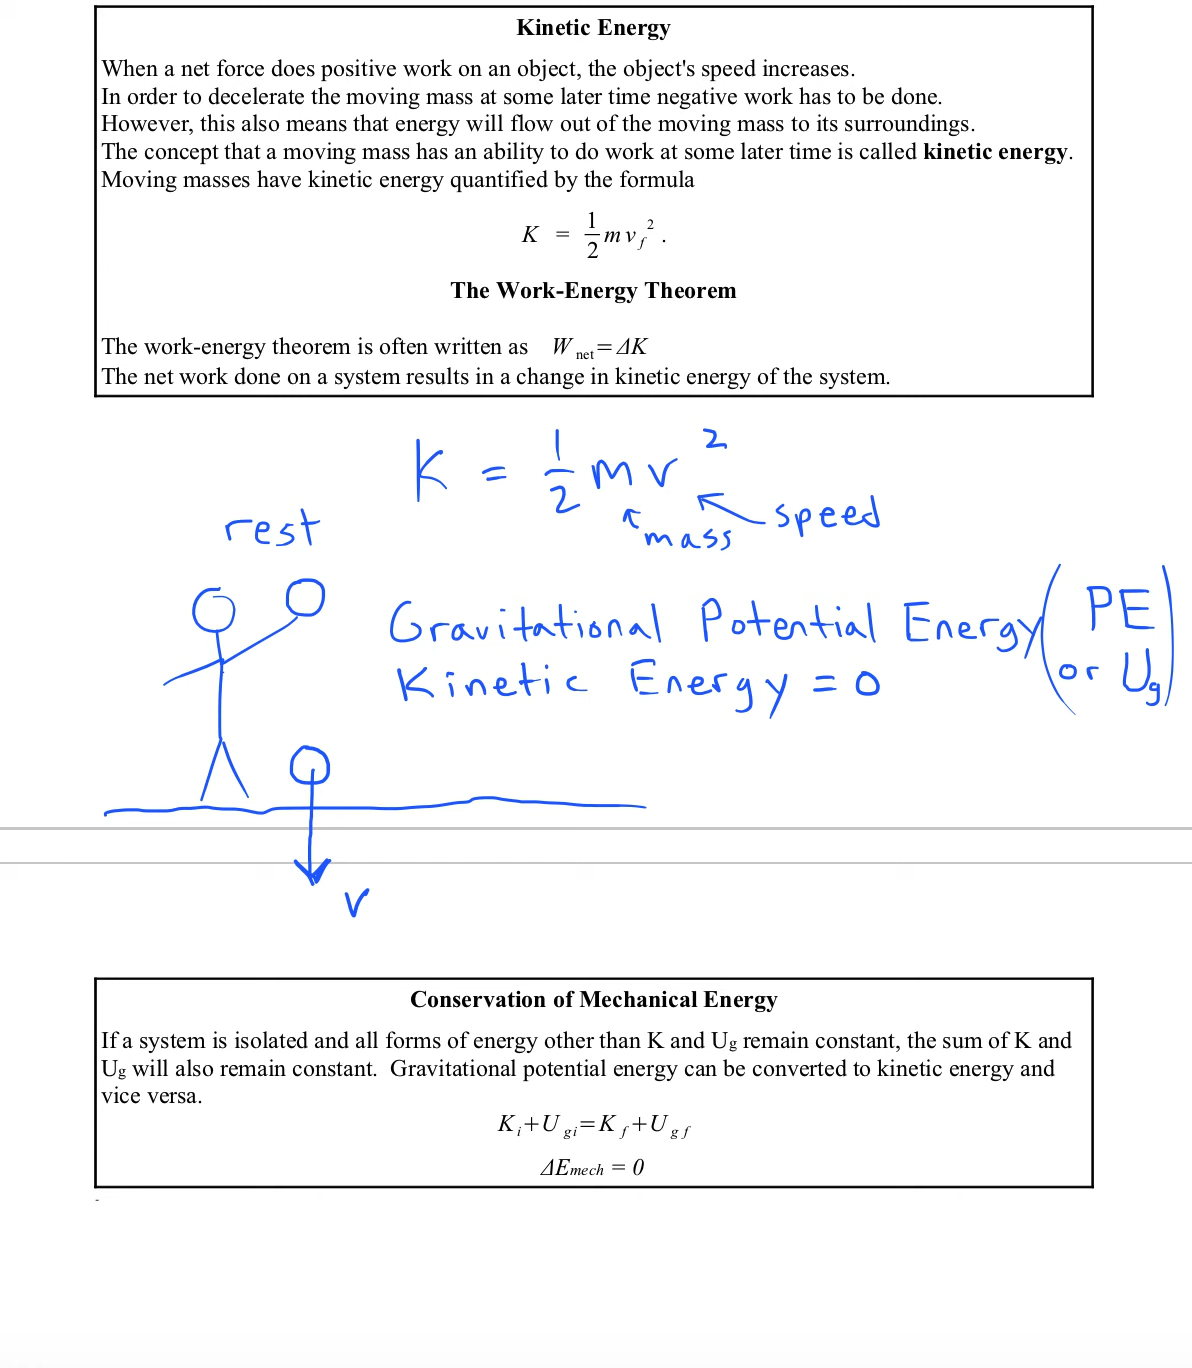 Kinetic Energy
When a net force does positive work on an object, the object's speed increases.
In order to decelerate the moving mass at some later time negative work has to be done.
However, this also means that energy will flow out of the moving mass to its surroundings.
The concept that a moving mass has an ability to do work at some later time is called kinetic energy.
Moving masses have kinetic energy quantified by the formula
K = 1/2 m v_f^2 .
The Work-Energy Theorem
The work-energy theorem is often written as W_net=ΔK
The net work done on a system results in a change in kinetic energy of the system.
K = 1/2 m v^2
rest
mass
speed
Gravitational Potential Energy (PE or Ug)
Kinetic Energy = 0
v
Conservation of Mechanical Energy
If a system is isolated and all forms of energy other than K and Ug remain constant, the sum of K and
Ug will also remain constant. Gravitational potential energy can be converted to kinetic energy and
vice versa.
K_i+U_gi=K_f+U_gf
ΔEmech = 0